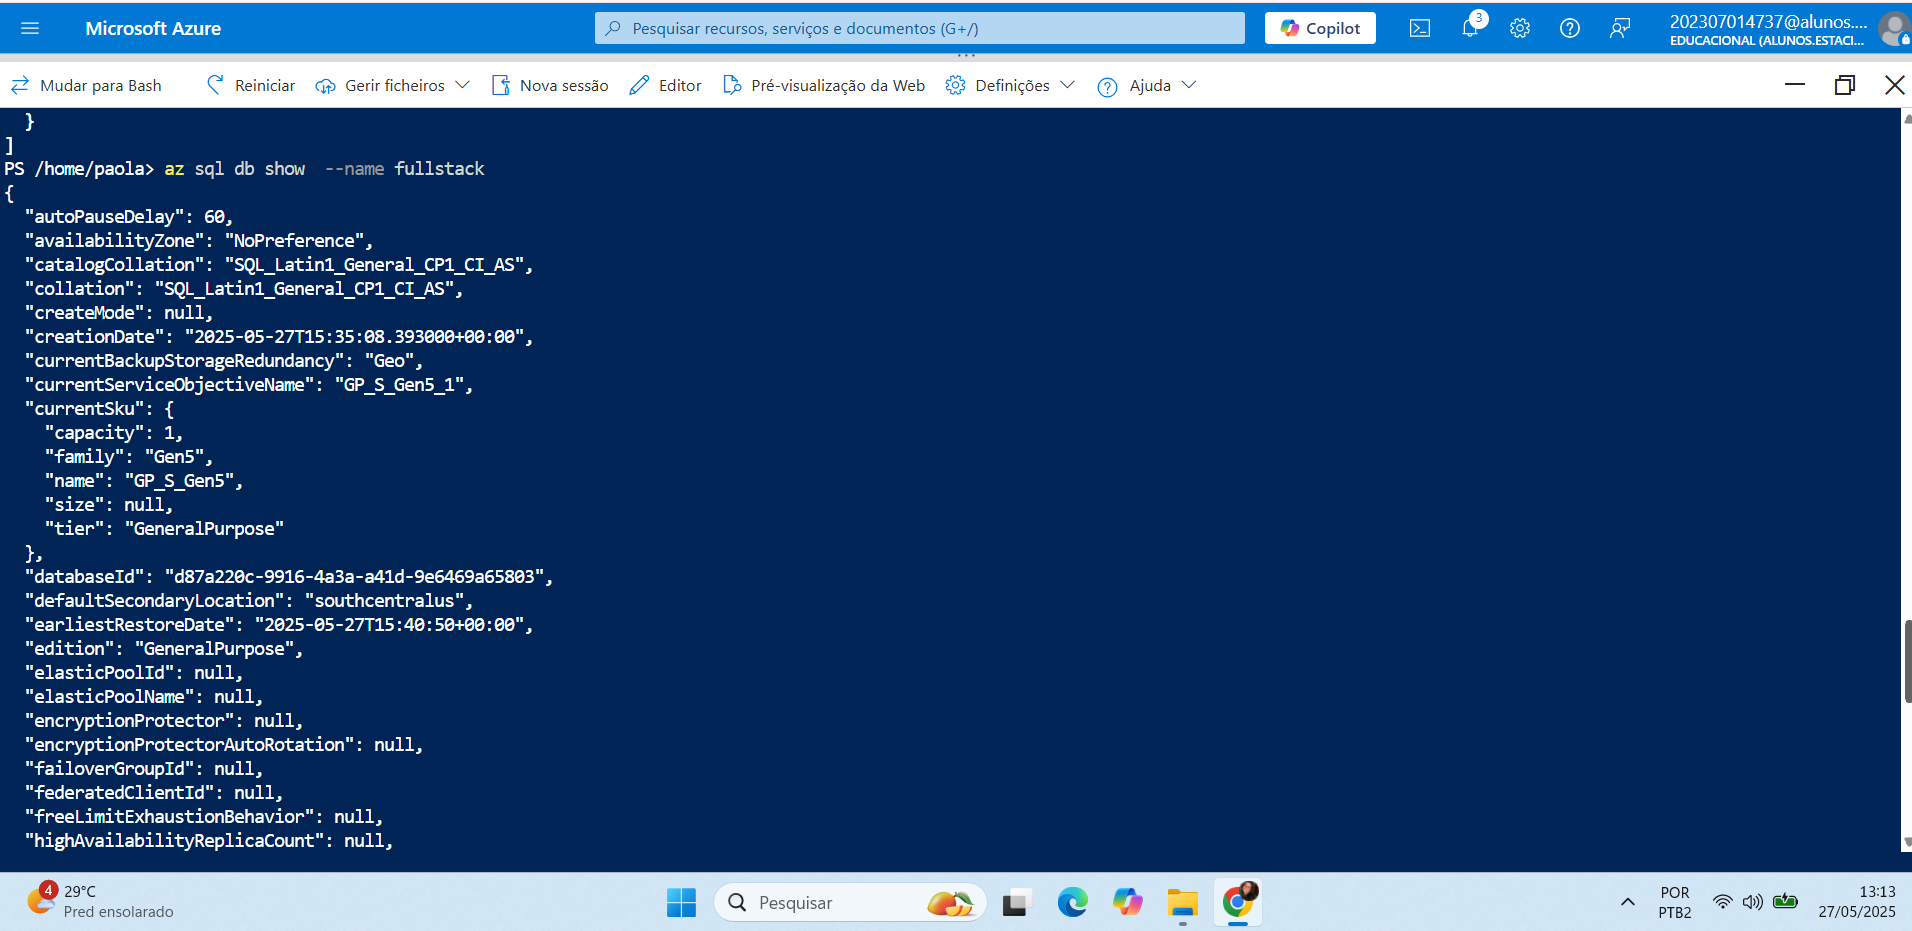 Microsoft Azure
Pesquisar recursos, serviços e documentos (G+/)
Copilot
3
202307014737@alunos....
EDUCACIONAL (ALUNOS.ESTACI...
Mudar para Bash
Reiniciar
Gerir ficheiros
Nova sessão
Editor
Pré-visualização da Web
Definições
Ajuda
  }
]
PS /home/paola> az sql db show  --name fullstack
{
  "autoPauseDelay": 60,
  "availabilityZone": "NoPreference",
  "catalogCollation": "SQL_Latin1_General_CP1_CI_AS",
  "collation": "SQL_Latin1_General_CP1_CI_AS",
  "createMode": null,
  "creationDate": "2025-05-27T15:35:08.393000+00:00",
  "currentBackupStorageRedundancy": "Geo",
  "currentServiceObjectiveName": "GP_S_Gen5_1",
  "currentSku": {
    "capacity": 1,
    "family": "Gen5",
    "name": "GP_S_Gen5",
    "size": null,
    "tier": "GeneralPurpose"
  },
  "databaseId": "d87a220c-9916-4a3a-a41d-9e6469a65803",
  "defaultSecondaryLocation": "southcentralus",
  "earliestRestoreDate": "2025-05-27T15:40:50+00:00",
  "edition": "GeneralPurpose",
  "elasticPoolId": null,
  "elasticPoolName": null,
  "encryptionProtector": null,
  "encryptionProtectorAutoRotation": null,
  "failoverGroupId": null,
  "federatedClientId": null,
  "freeLimitExhaustionBehavior": null,
  "highAvailabilityReplicaCount": null,
4
29°C
Pred ensolarado
Pesquisar
POR
PTB2
13:13
27/05/2025